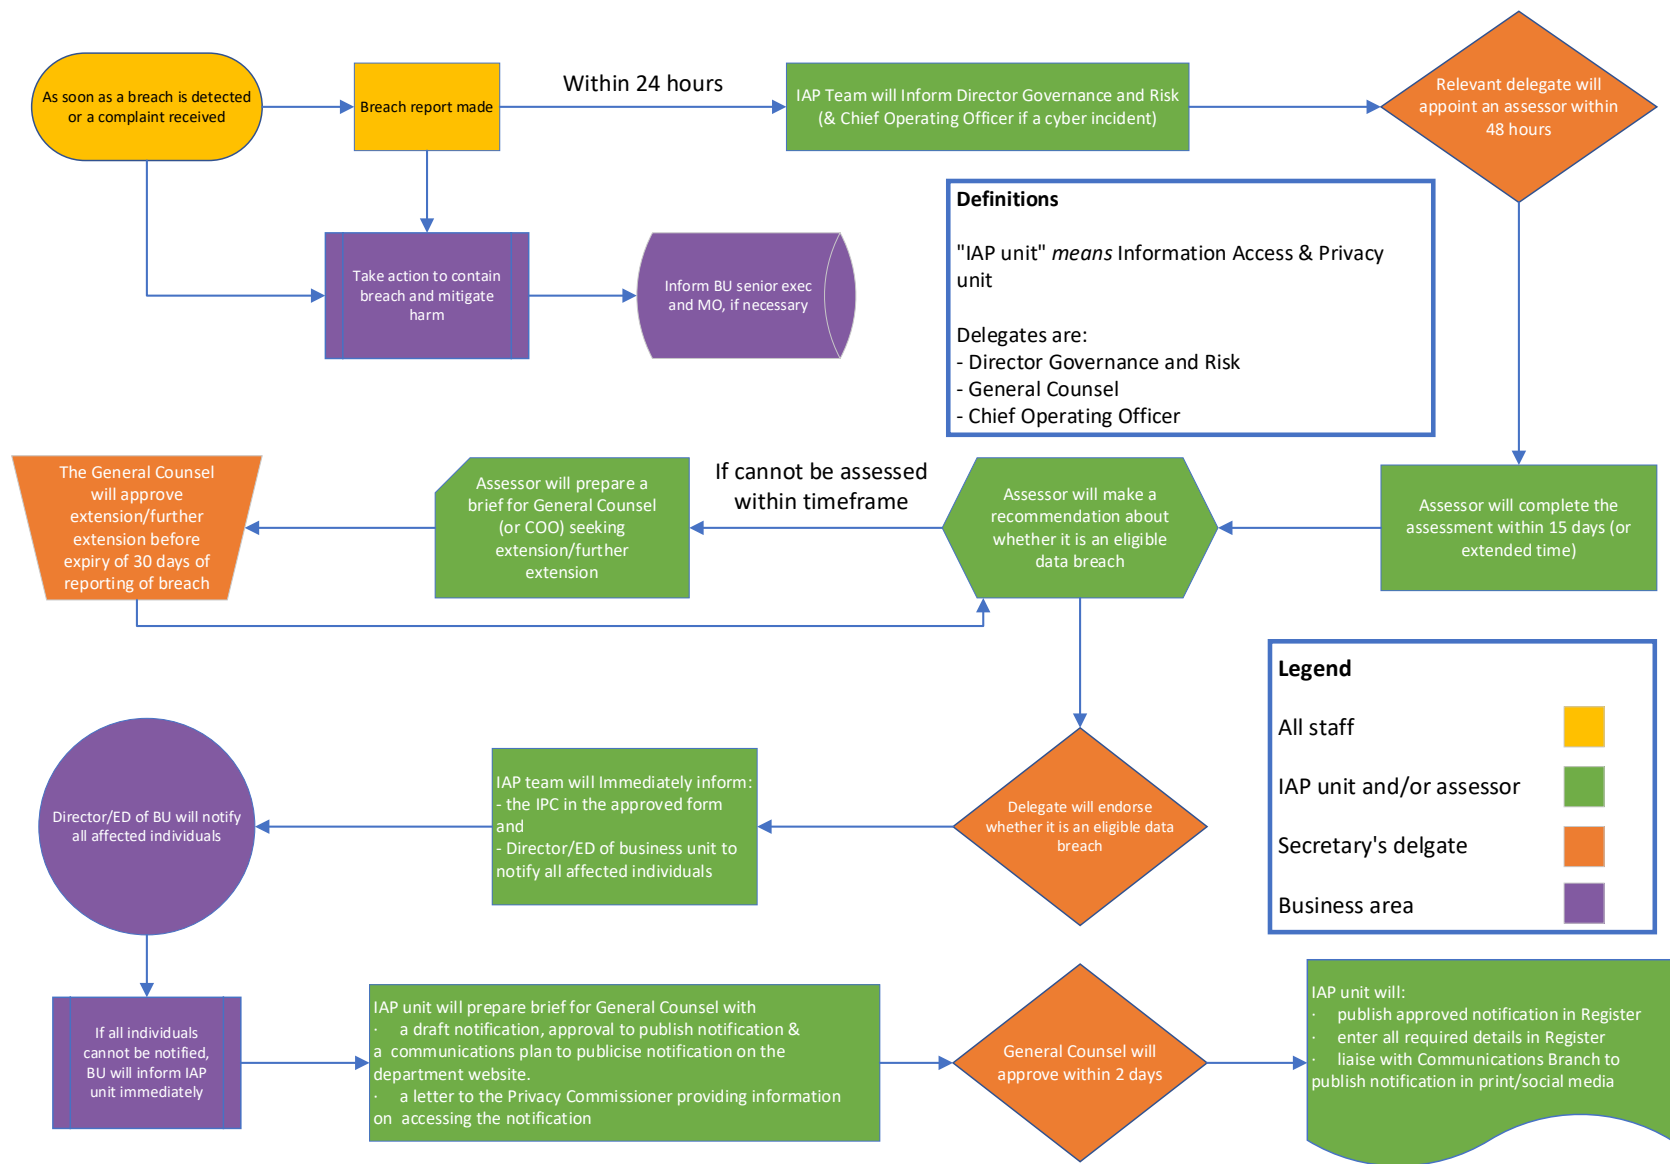 As soon as a breach is detected
or a complaint received
Breach report made
Within 24 hours
IAP Team will Inform Director Governance and Risk
(& Chief Operating Officer if a cyber incident)
Relevant delegate will
appoint an assessor within
48 hours
Take action to contain
breach and mitigate
harm
Inform BU senior exec
and MO, if necessary
Definitions
"IAP unit" means Information Access & Privacy
unit
Delegates are:
- Director Governance and Risk
- General Counsel
- Chief Operating Officer
The General Counsel
will approve
extension/further
extension before
expiry of 30 days of
reporting of breach
Assessor will prepare a
brief for General Counsel
(or COO) seeking
extension/further
extension
If cannot be assessed
within timeframe
Assessor will make a
recommendation about
whether it is an eligible
data breach
Assessor will complete the
assessment within 15 days (or
extended time)
Legend
All staff
IAP unit and/or assessor
Secretary's delgate
Business area
Director/ED of BU will notify
all affected individuals
IAP team will Immediately inform:
- the IPC in the approved form
and
- Director/ED of business unit to
notify all affected individuals
Delegate will endorse
whether it is an eligible data
breach
If all individuals
cannot be notified,
BU will inform IAP
unit immediately
IAP unit will prepare brief for General Counsel with
· a draft notification, approval to publish notification &
a communications plan to publicise notification on the
department website.
· a letter to the Privacy Commissioner providing information
on accessing the notification
General Counsel will
approve within 2 days
IAP unit will:
· publish approved notification in Register
· enter all required details in Register
· liaise with Communications Branch to
publish notification in print/social media